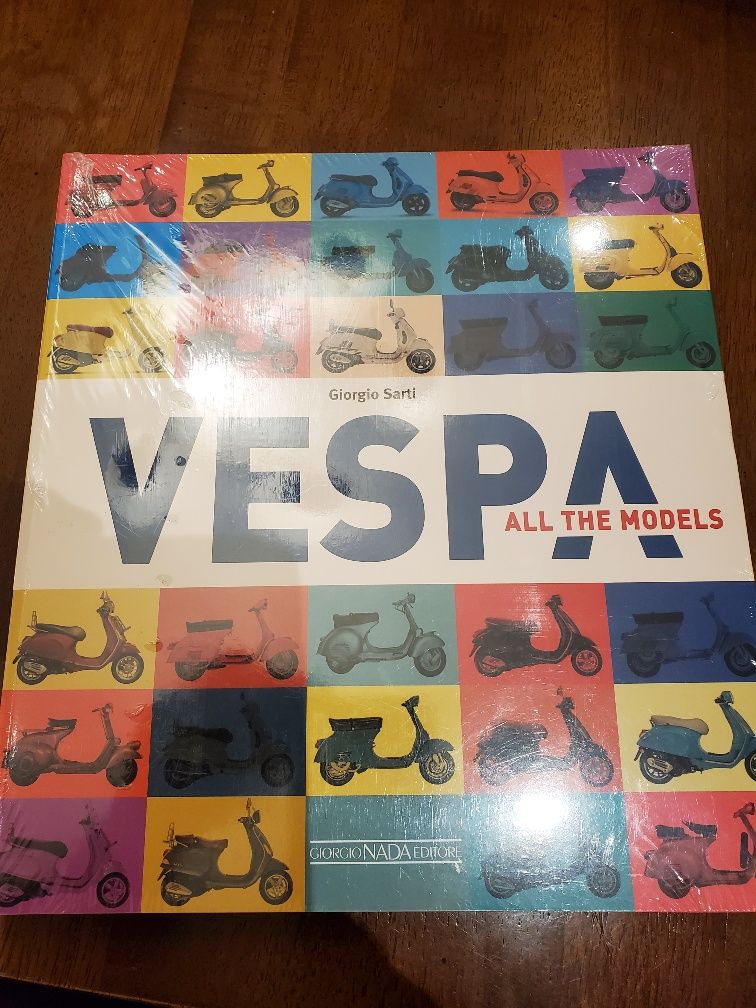 Giorgio Sarti
VESPA
ALL THE MODELS
GIORGIO NADA EDITORE